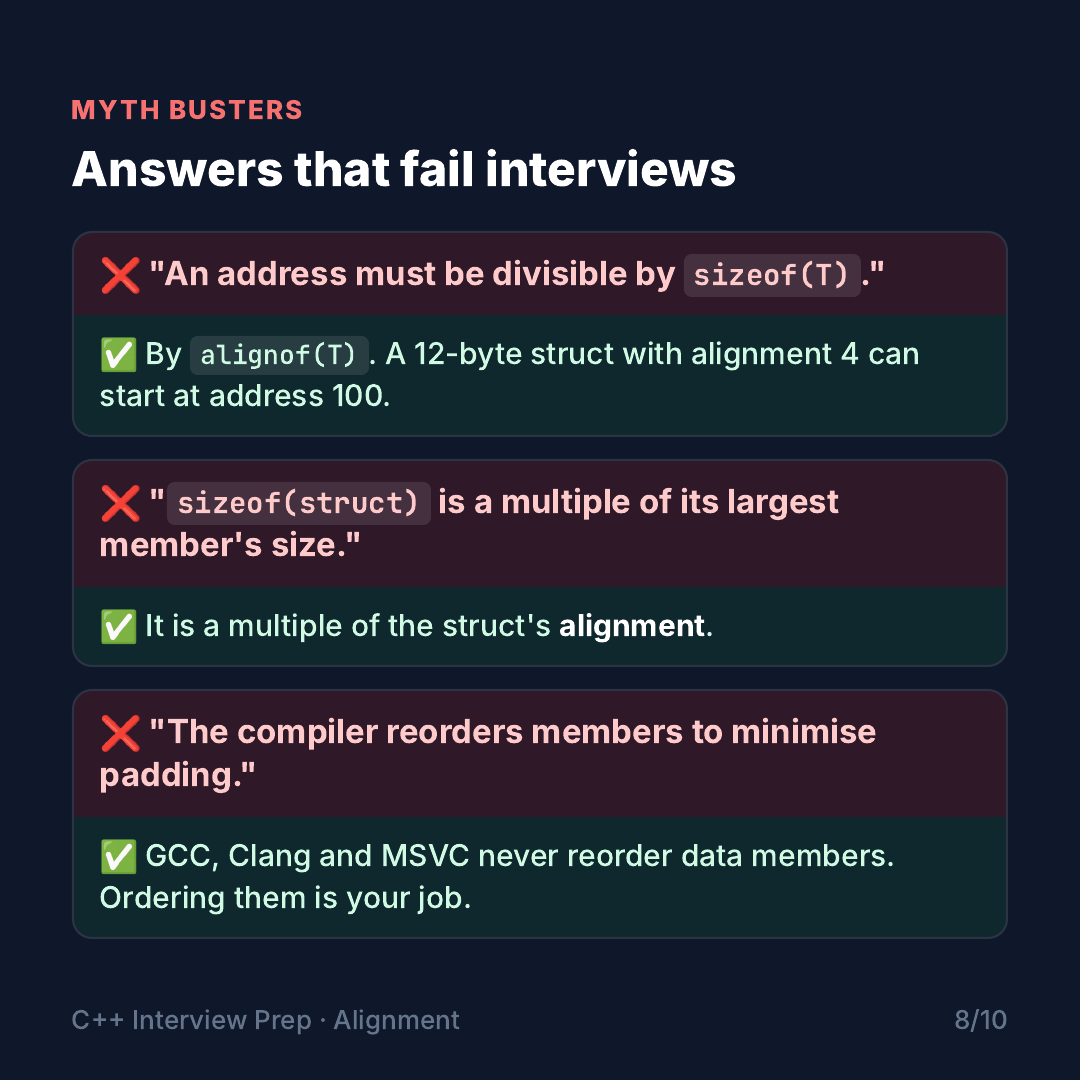 MYTH BUSTERS
Answers that fail interviews
❌ "An address must be divisible by sizeof(T)."
✅ By alignof(T). A 12-byte struct with alignment 4 can
start at address 100.
❌ "sizeof(struct) is a multiple of its largest
member's size."
✅ It is a multiple of the struct's alignment.
❌ "The compiler reorders members to minimise
padding."
✅ GCC, Clang and MSVC never reorder data members.
Ordering them is your job.
C++ Interview Prep · Alignment
8/10